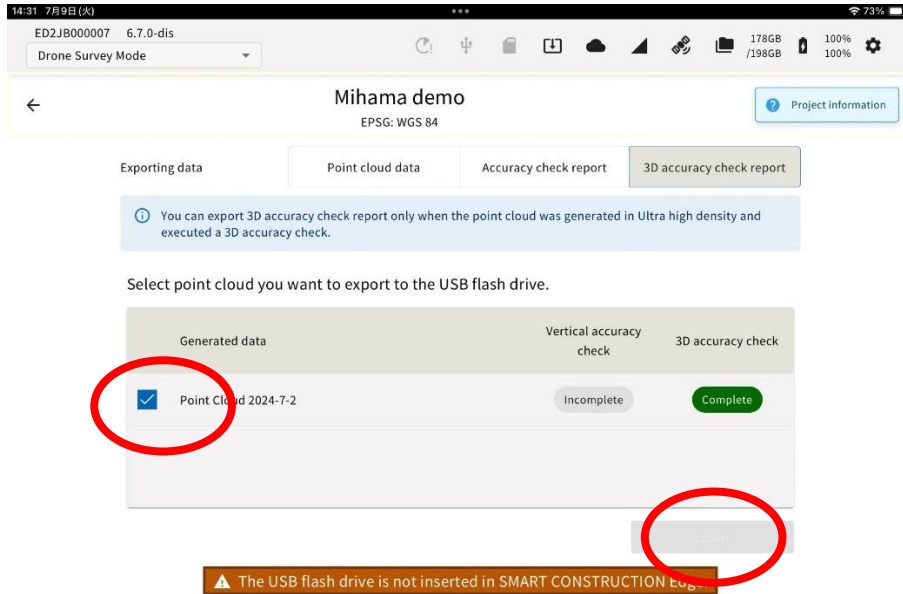 14:31 7月9日(火)
73%
ED2JB000007 6.7.0-dis
Drone Survey Mode
178GB
/198GB
100%
100%
Mihama demo
EPSG: WGS 84
Project information
Exporting data
Point cloud data
Accuracy check report
3D accuracy check report
You can export 3D accuracy check report only when the point cloud was generated in Ultra high density and
executed a 3D accuracy check.
Select point cloud you want to export to the USB flash drive.
Generated data
Vertical accuracy
check
3D accuracy check
Point Cloud 2024-7-2
Incomplete
Complete
Export
The USB flash drive is not inserted in SMART CONSTRUCTION Edge.